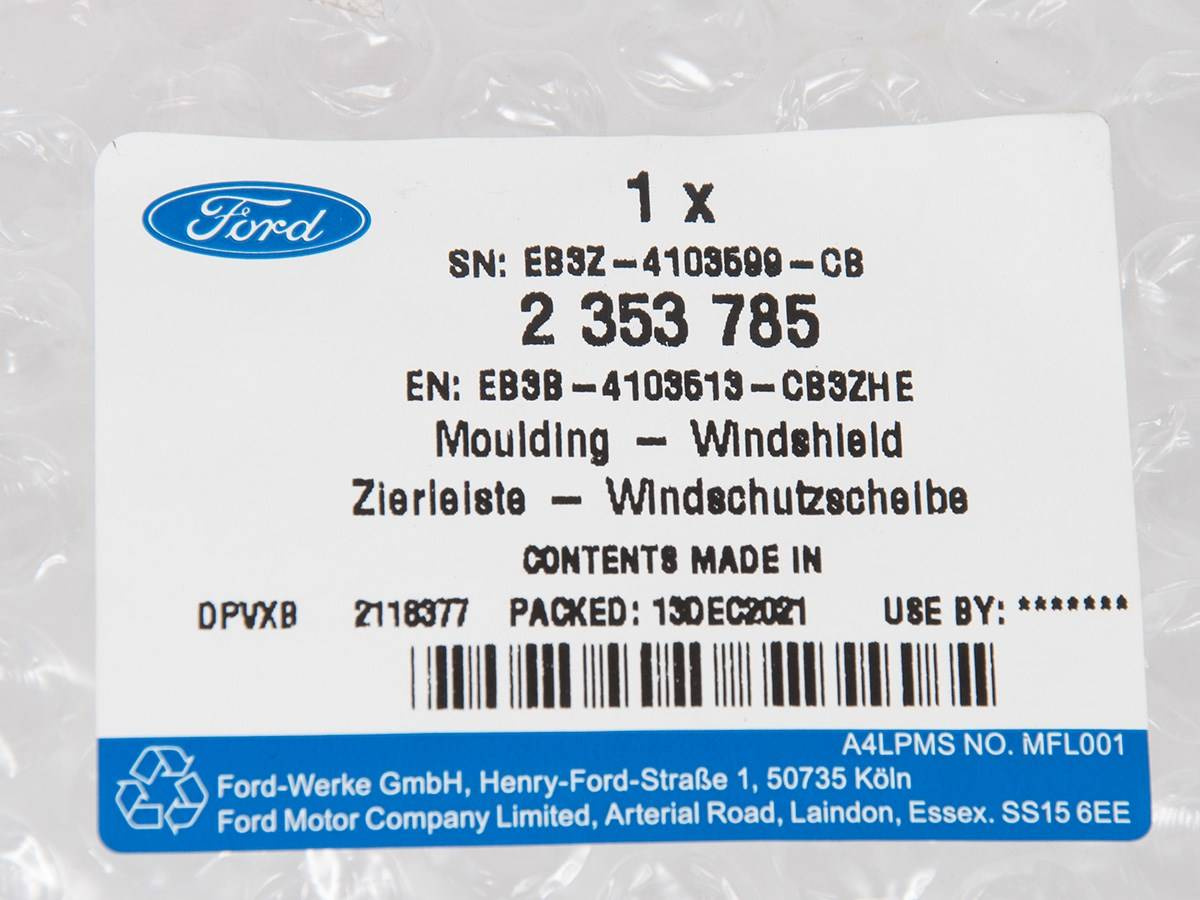 Ford
1 x
SN: EB3Z-4103599-CB
2 353 785
EN: EB3B-4103513-CB3ZHE
Moulding - Windshield
Zierleiste - Windschutzscheibe
CONTENTS MADE IN
DPVXB 2118377 PACKED: 13DEC2021 USE BY: *******
A4LPMS NO. MFL001
Ford-Werke GmbH, Henry-Ford-Straße 1, 50735 Köln
Ford Motor Company Limited, Arterial Road, Laindon, Essex. SS15 6EE